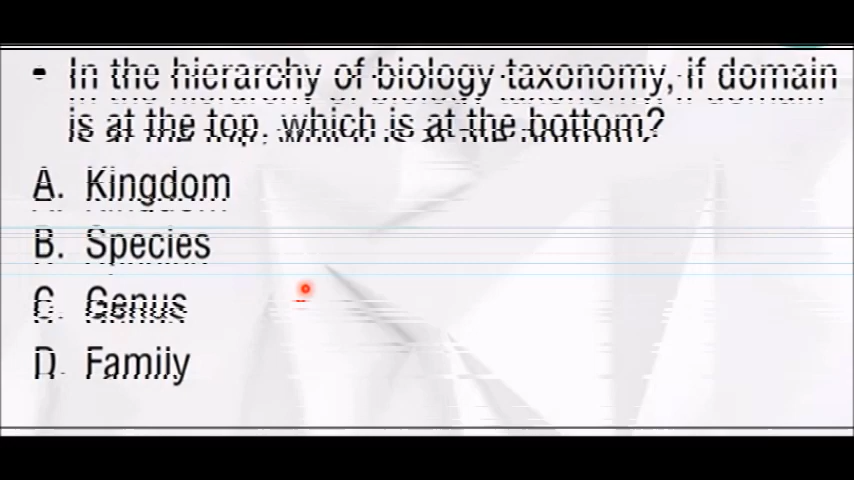 • In the hierarchy of biology taxonomy, if domain
is at the top, which is at the bottom?
A. Kingdom
B. Species
C. Genus
D. Family